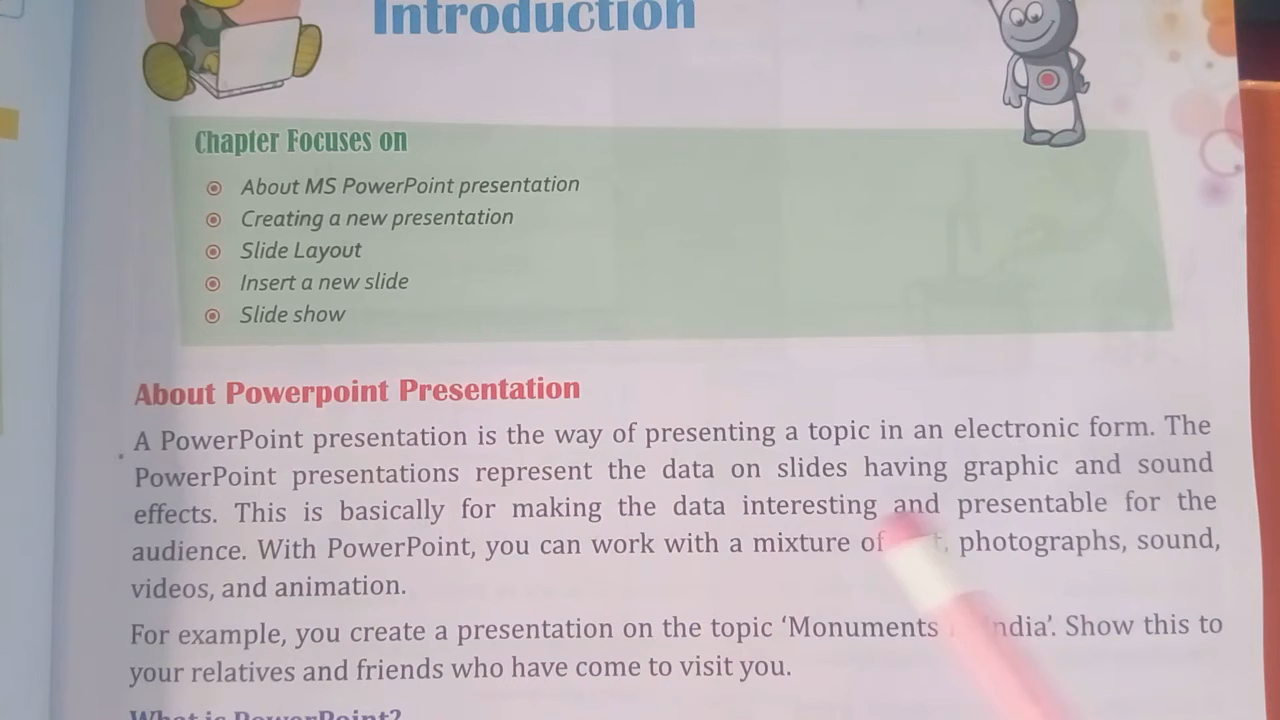 Introduction
Chapter Focuses on
About MS PowerPoint presentation
Creating a new presentation
Slide Layout
Insert a new slide
Slide show
About Powerpoint Presentation
A PowerPoint presentation is the way of presenting a topic in an electronic form. The
PowerPoint presentations represent the data on slides having graphic and sound
effects. This is basically for making the data interesting and presentable for the
audience. With PowerPoint, you can work with a mixture of photographs, sound,
videos, and animation.
For example, you create a presentation on the topic ‘Monuments ndia’. Show this to
your relatives and friends who have come to visit you.
What is PowerPoint?